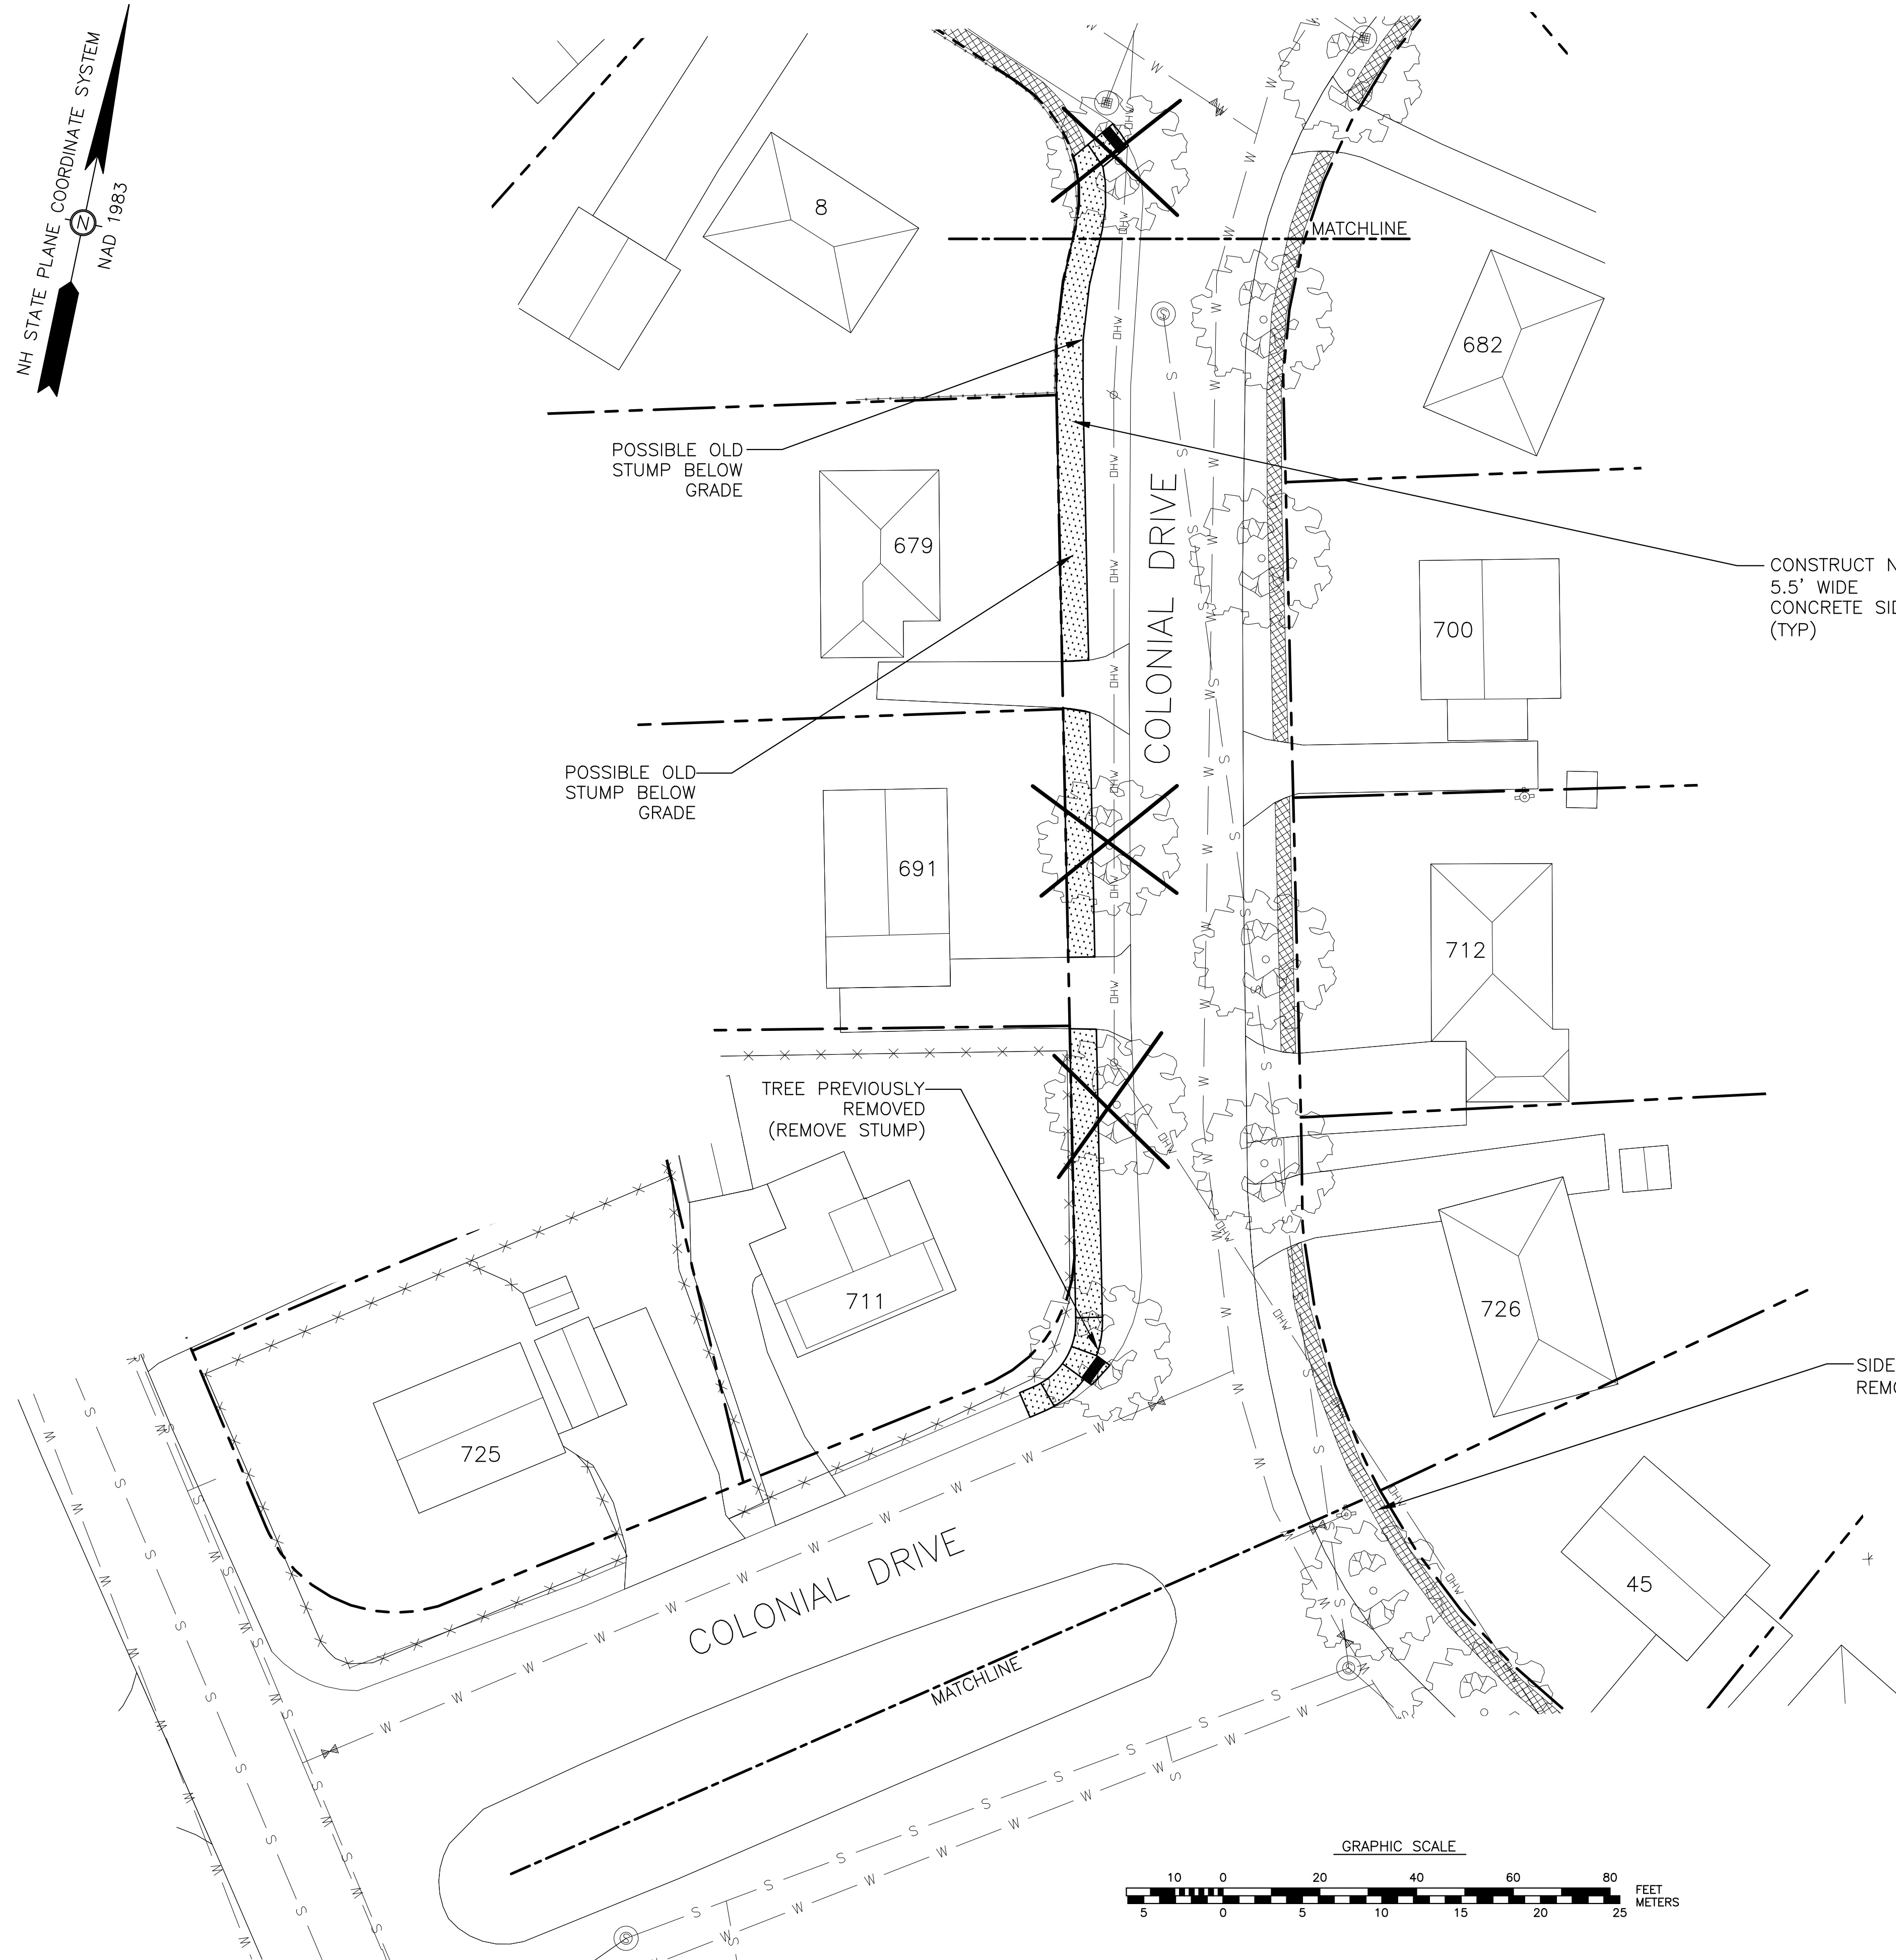 NH STATE PLANE COORDINATE SYSTEM
NAD 1983
N
8
MATCHLINE
682
POSSIBLE OLD
STUMP BELOW
GRADE
679
COLONIAL DRIVE
CONSTRUCT N
5.5' WIDE
CONCRETE SID
(TYP)
700
POSSIBLE OLD
STUMP BELOW
GRADE
691
712
TREE PREVIOUSLY
REMOVED
(REMOVE STUMP)
711
726
SIDE
REMO
725
45
COLONIAL DRIVE
MATCHLINE
GRAPHIC SCALE
10 0 20 40 60 80
FEET
METERS
5 0 5 10 15 20 25